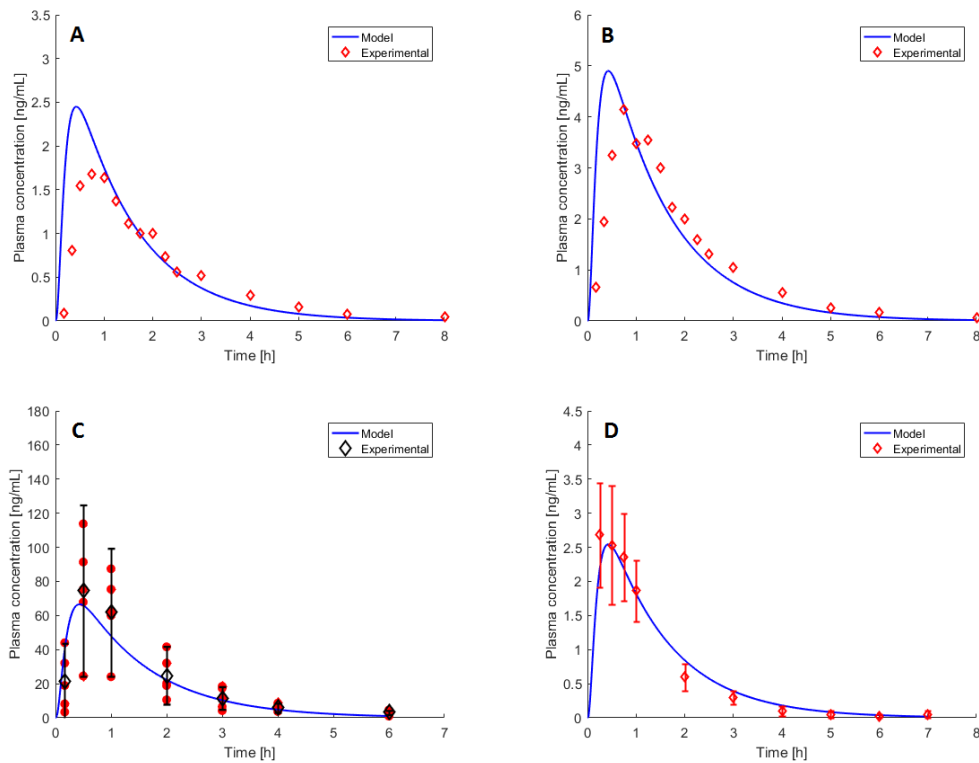 A
Model
Experimental
Plasma concentration [ng/mL]
3.5
3
2.5
2
1.5
1
0.5
0
0 1 2 3 4 5 6 7 8
Time [h]
B
Model
Experimental
Plasma concentration [ng/mL]
6
5
4
3
2
1
0
0 1 2 3 4 5 6 7 8
Time [h]
C
Model
Experimental
Plasma concentration [ng/mL]
180
160
140
120
100
80
60
40
20
0
0 1 2 3 4 5 6 7
Time [h]
D
Model
Experimental
Plasma concentration [ng/mL]
4.5
4
3.5
3
2.5
2
1.5
1
0.5
0
0 1 2 3 4 5 6 7 8
Time [h]